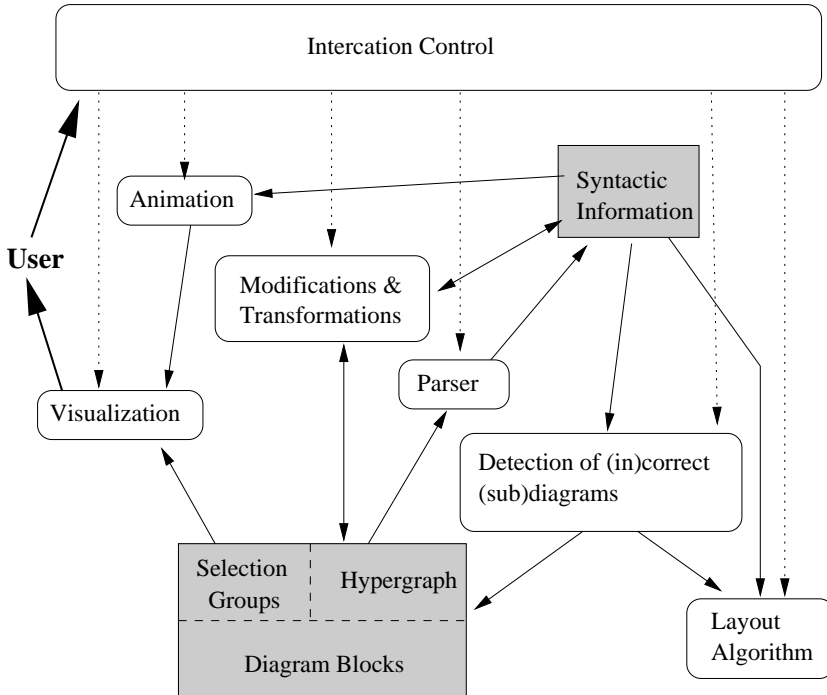 Intercation Control
Syntactic
Information
Animation
User
Modifications &
Transformations
Parser
Visualization
Detection of (in)correct
(sub)diagrams
Selection
Groups
Hypergraph
Diagram Blocks
Layout
Algorithm